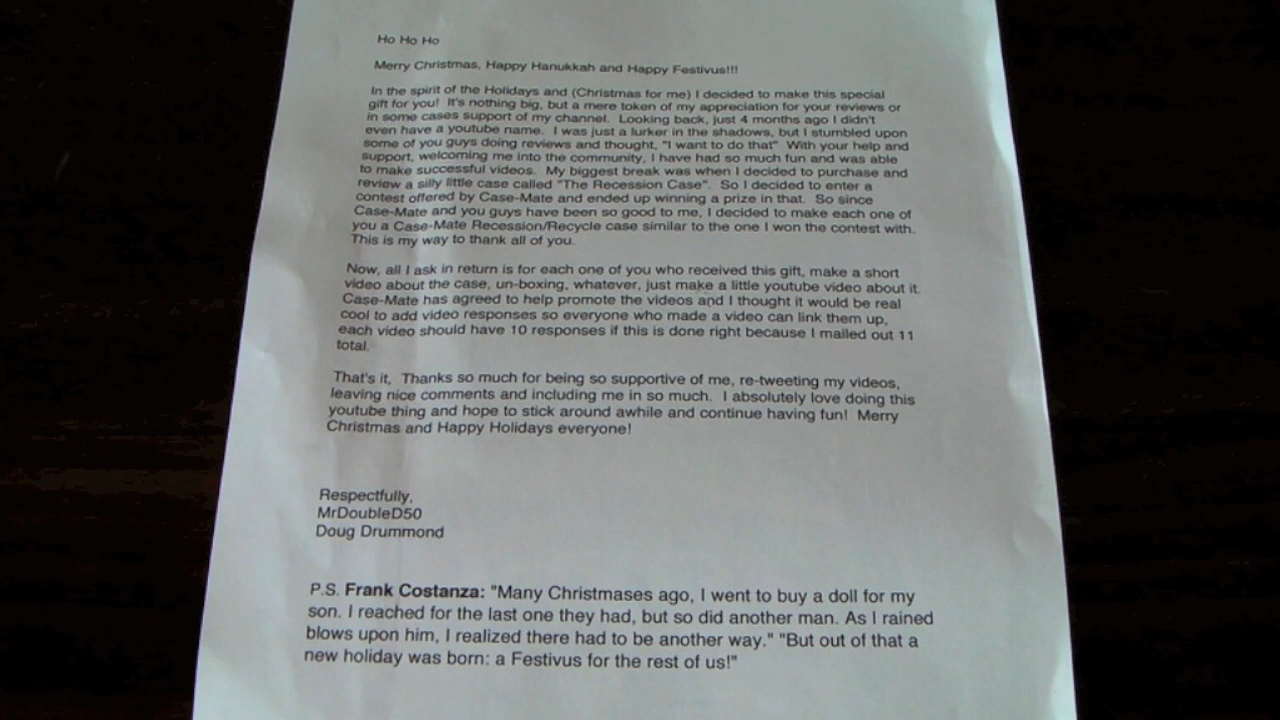 Ho Ho Ho
Merry Christmas, Happy Hanukkah and Happy Festivus!!!
In the spirit of the Holidays and (Christmas for me) I decided to make this special
gift for you! It's nothing big, but a mere token of my appreciation for your reviews or
in some cases support of my channel. Looking back, just 4 months ago I didn't
even have a youtube name. I was just a lurker in the shadows, but I stumbled upon
some of you guys doing reviews and thought, "I want to do that" With your help and
support, welcoming me into the community, I have had so much fun and was able
to make successful videos. My biggest break was when I decided to purchase and
review a silly little case called "The Recession Case". So I decided to enter a
contest offered by Case-Mate and ended up winning a prize in that. So since
Case-Mate and you guys have been so good to me, I decided to make each one of
you a Case-Mate Recession/Recycle case similar to the one I won the contest with.
This is my way to thank all of you.
Now, all I ask in return is for each one of you who received this gift, make a short
video about the case, un-boxing, whatever, just make a little youtube video about it.
Case-Mate has agreed to help promote the videos and I thought it would be real
cool to add video responses so everyone who made a video can link them up,
each video should have 10 responses if this is done right because I mailed out 11
total.
That's it, Thanks so much for being so supportive of me, re-tweeting my videos,
leaving nice comments and including me in so much. I absolutely love doing this
youtube thing and hope to stick around awhile and continue having fun! Merry
Christmas and Happy Holidays everyone!
Respectfully,
MrDoubleD50
Doug Drummond
P.S. Frank Costanza: "Many Christmases ago, I went to buy a doll for my
son. I reached for the last one they had, but so did another man. As I rained
blows upon him, I realized there had to be another way." "But out of that a
new holiday was born: a Festivus for the rest of us!"